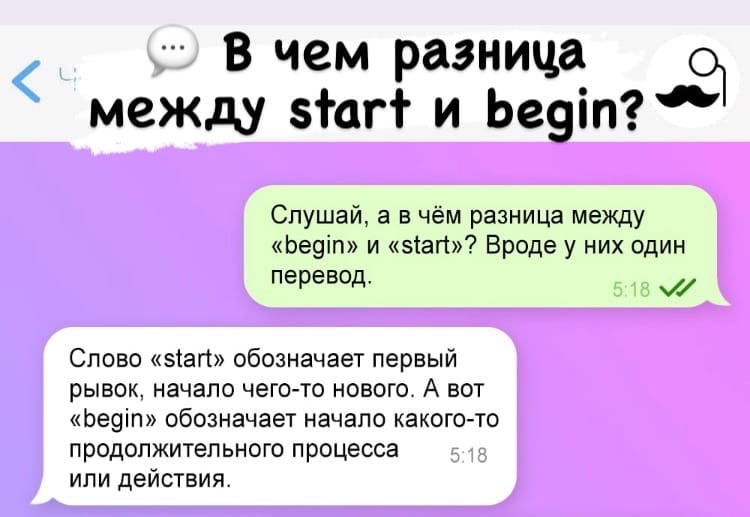 В чем разница
между start и begin?
Слушай, а в чём разница между
«begin» и «start»? Вроде у них один
перевод.
5:18
Слово «start» обозначает первый
рывок, начало чего-то нового. А вот
«begin» обозначает начало какого-то
продолжительного процесса
или действия.
5:18